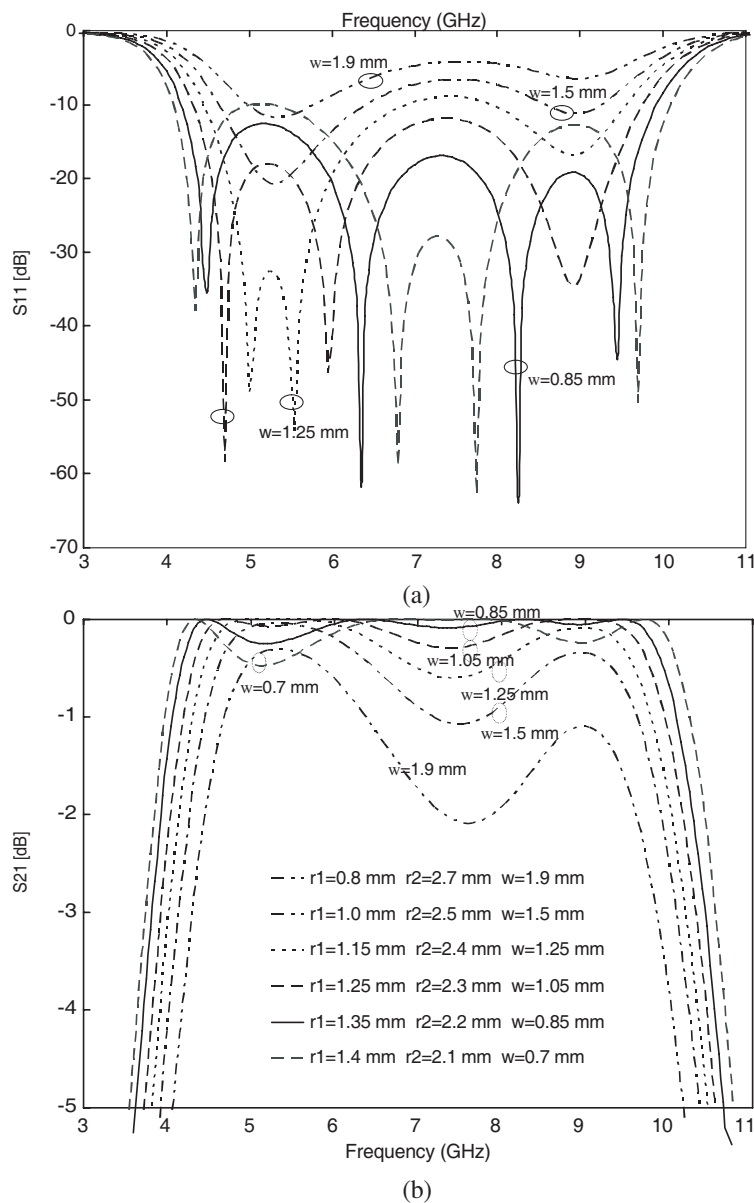 Frequency (GHz)
0
-10
-20
-30
-40
-50
-60
-70
S11 [dB]
w=1.9 mm
w=1.5 mm
w=0.85 mm
w=1.25 mm
3 4 5 6 7 8 9 10 11
(a)
0
-1
-2
-3
-4
-5
S21 [dB]
w=0.85 mm
w=1.05 mm
w=0.7 mm
w=1.25 mm
w=1.5 mm
w=1.9 mm
r1=0.8 mm r2=2.7 mm w=1.9 mm
r1=1.0 mm r2=2.5 mm w=1.5 mm
r1=1.15 mm r2=2.4 mm w=1.25 mm
r1=1.25 mm r2=2.3 mm w=1.05 mm
r1=1.35 mm r2=2.2 mm w=0.85 mm
r1=1.4 mm r2=2.1 mm w=0.7 mm
3 4 5 6 7 8 9 10 11
Frequency (GHz)
(b)